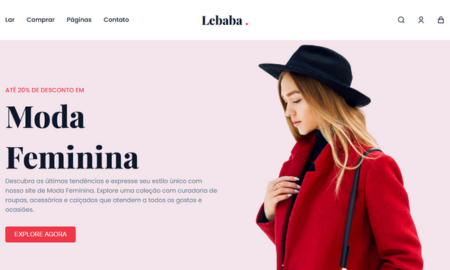 Lar Comprar Páginas Contato Lebaba .
ATÉ 20% DE DESCONTO EM
Moda
Feminina
Descubra as últimas tendências e expresse seu estilo único com
nosso site de Moda Feminina. Explore uma coleção com curadoria de
roupas, acessórios e calçados que atendem a todos os gostos e
ocasiões.
EXPLORE AGORA